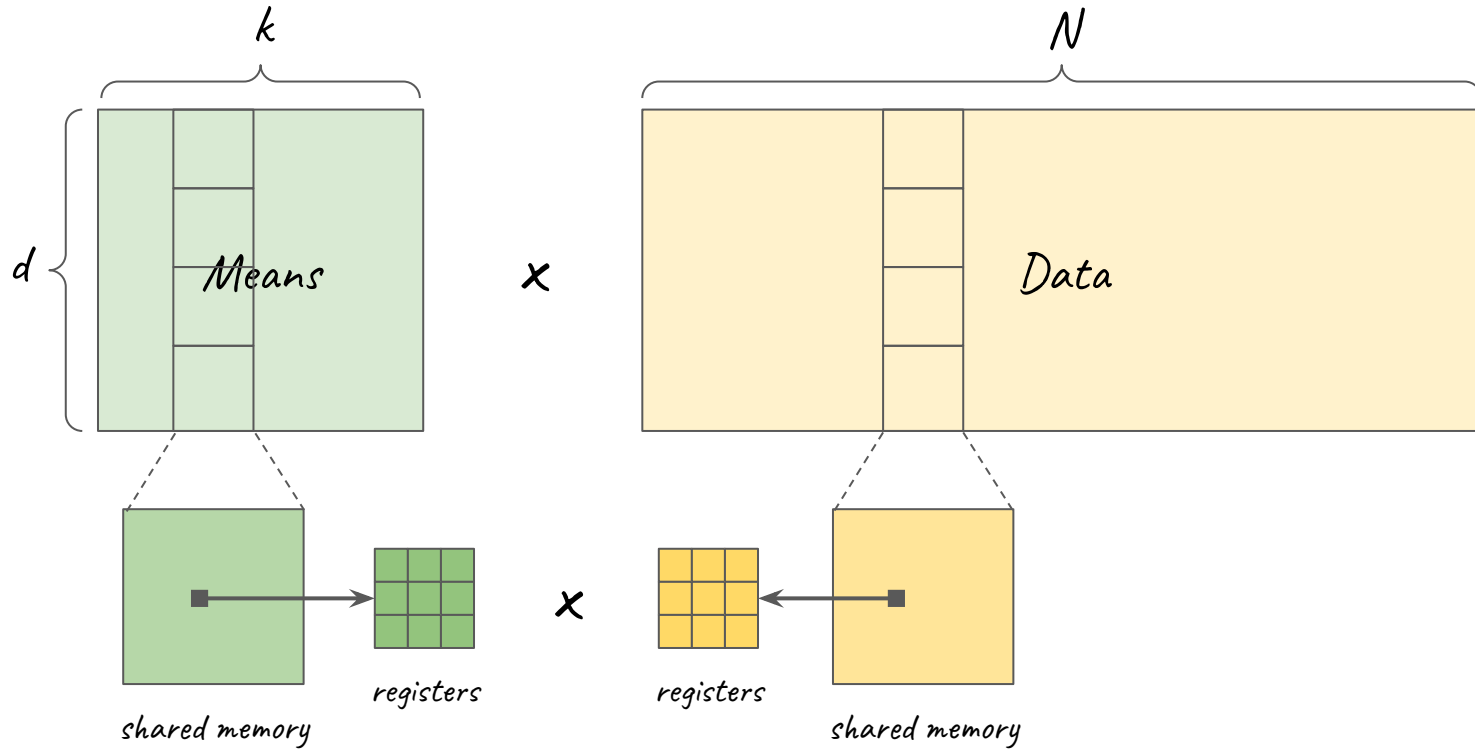 k
N
d
Means
x
Data
x
registers
registers
shared memory
shared memory